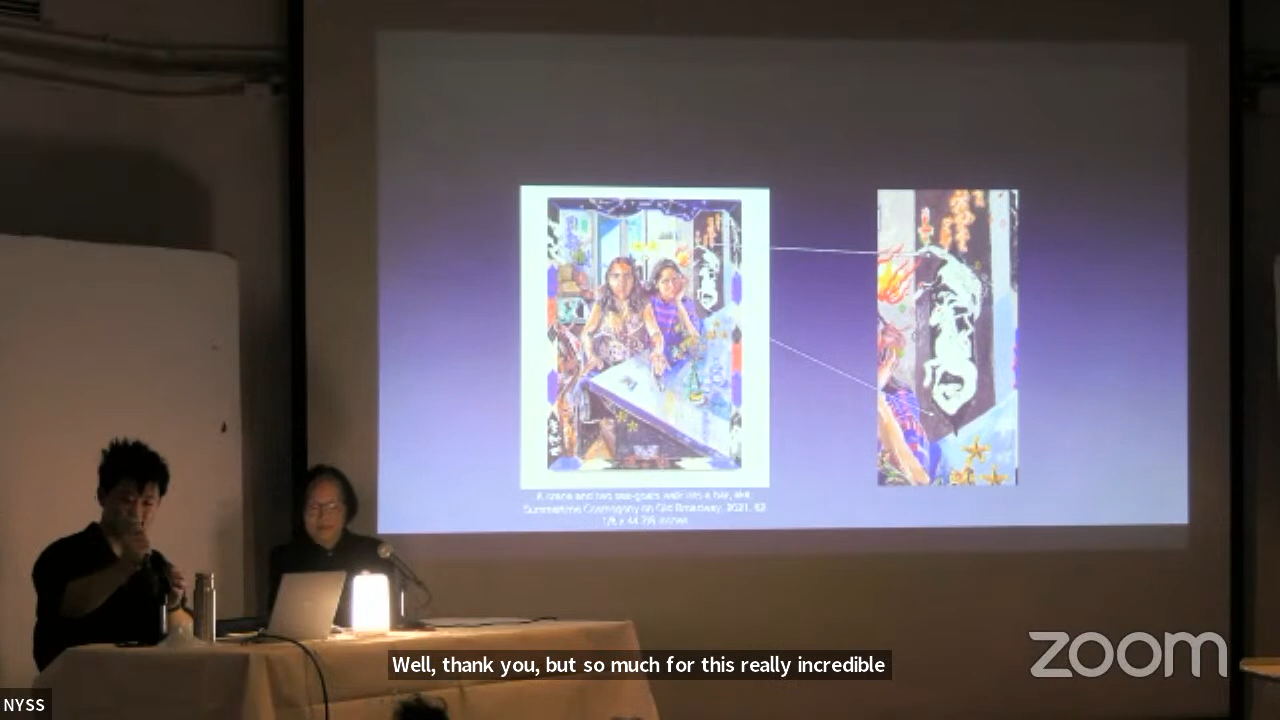 A crane and two sea-goats walk into a bar, aka
Summertime Cosmogony on Old Broadway, 2021, 62
1/8 x 44 7/8 inches
Well, thank you, but so much for this really incredible
zoom
NYSS